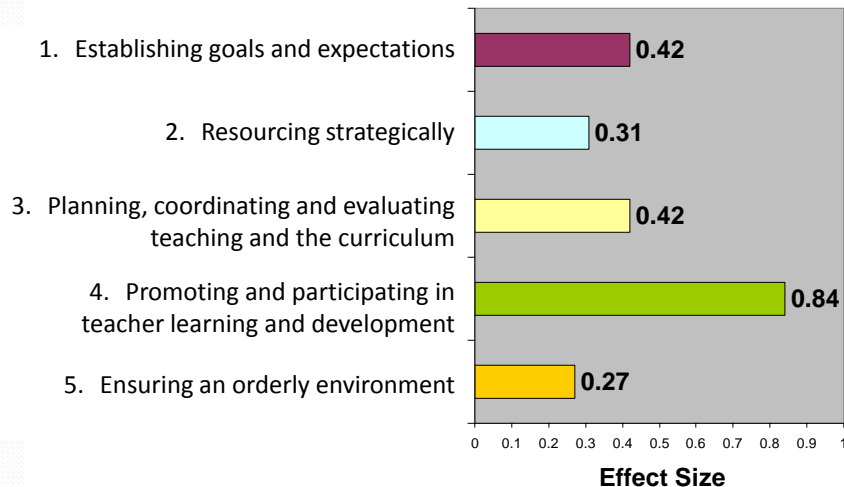 1. Establishing goals and expectations
0.42
2. Resourcing strategically
0.31
3. Planning, coordinating and evaluating
teaching and the curriculum
0.42
4. Promoting and participating in
teacher learning and development
0.84
5. Ensuring an orderly environment
0.27
0 0.1 0.2 0.3 0.4 0.5 0.6 0.7 0.8 0.9 1
Effect Size